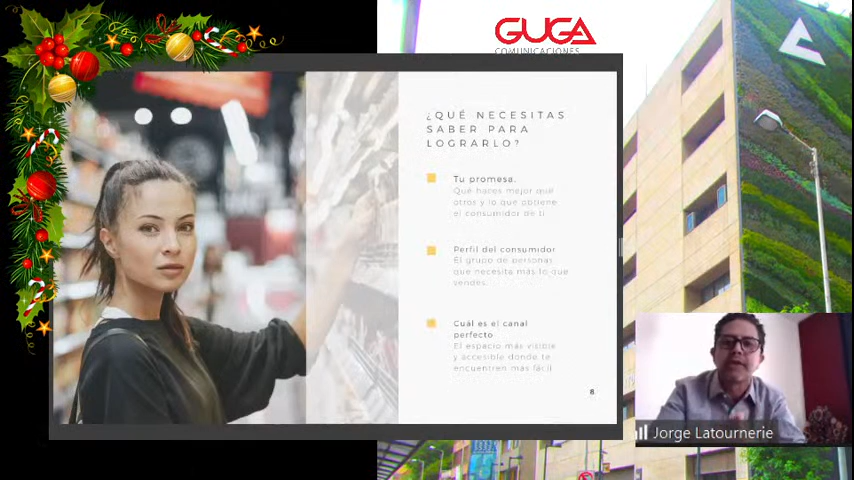 GUGA
COMUNICACIONES
¿QUÉ NECESITAS
SABER PARA
LOGRARLO?
Tu promesa.
Qué haces mejor que
otros y lo que obtiene
el consumidor de ti
Perfil del consumidor
El grupo de personas
que necesita más lo que
vendes.
Cuál es el canal
perfecto
El espacio más visible
y accesible donde te
encuentren más fácil
8
Jorge Latournerie